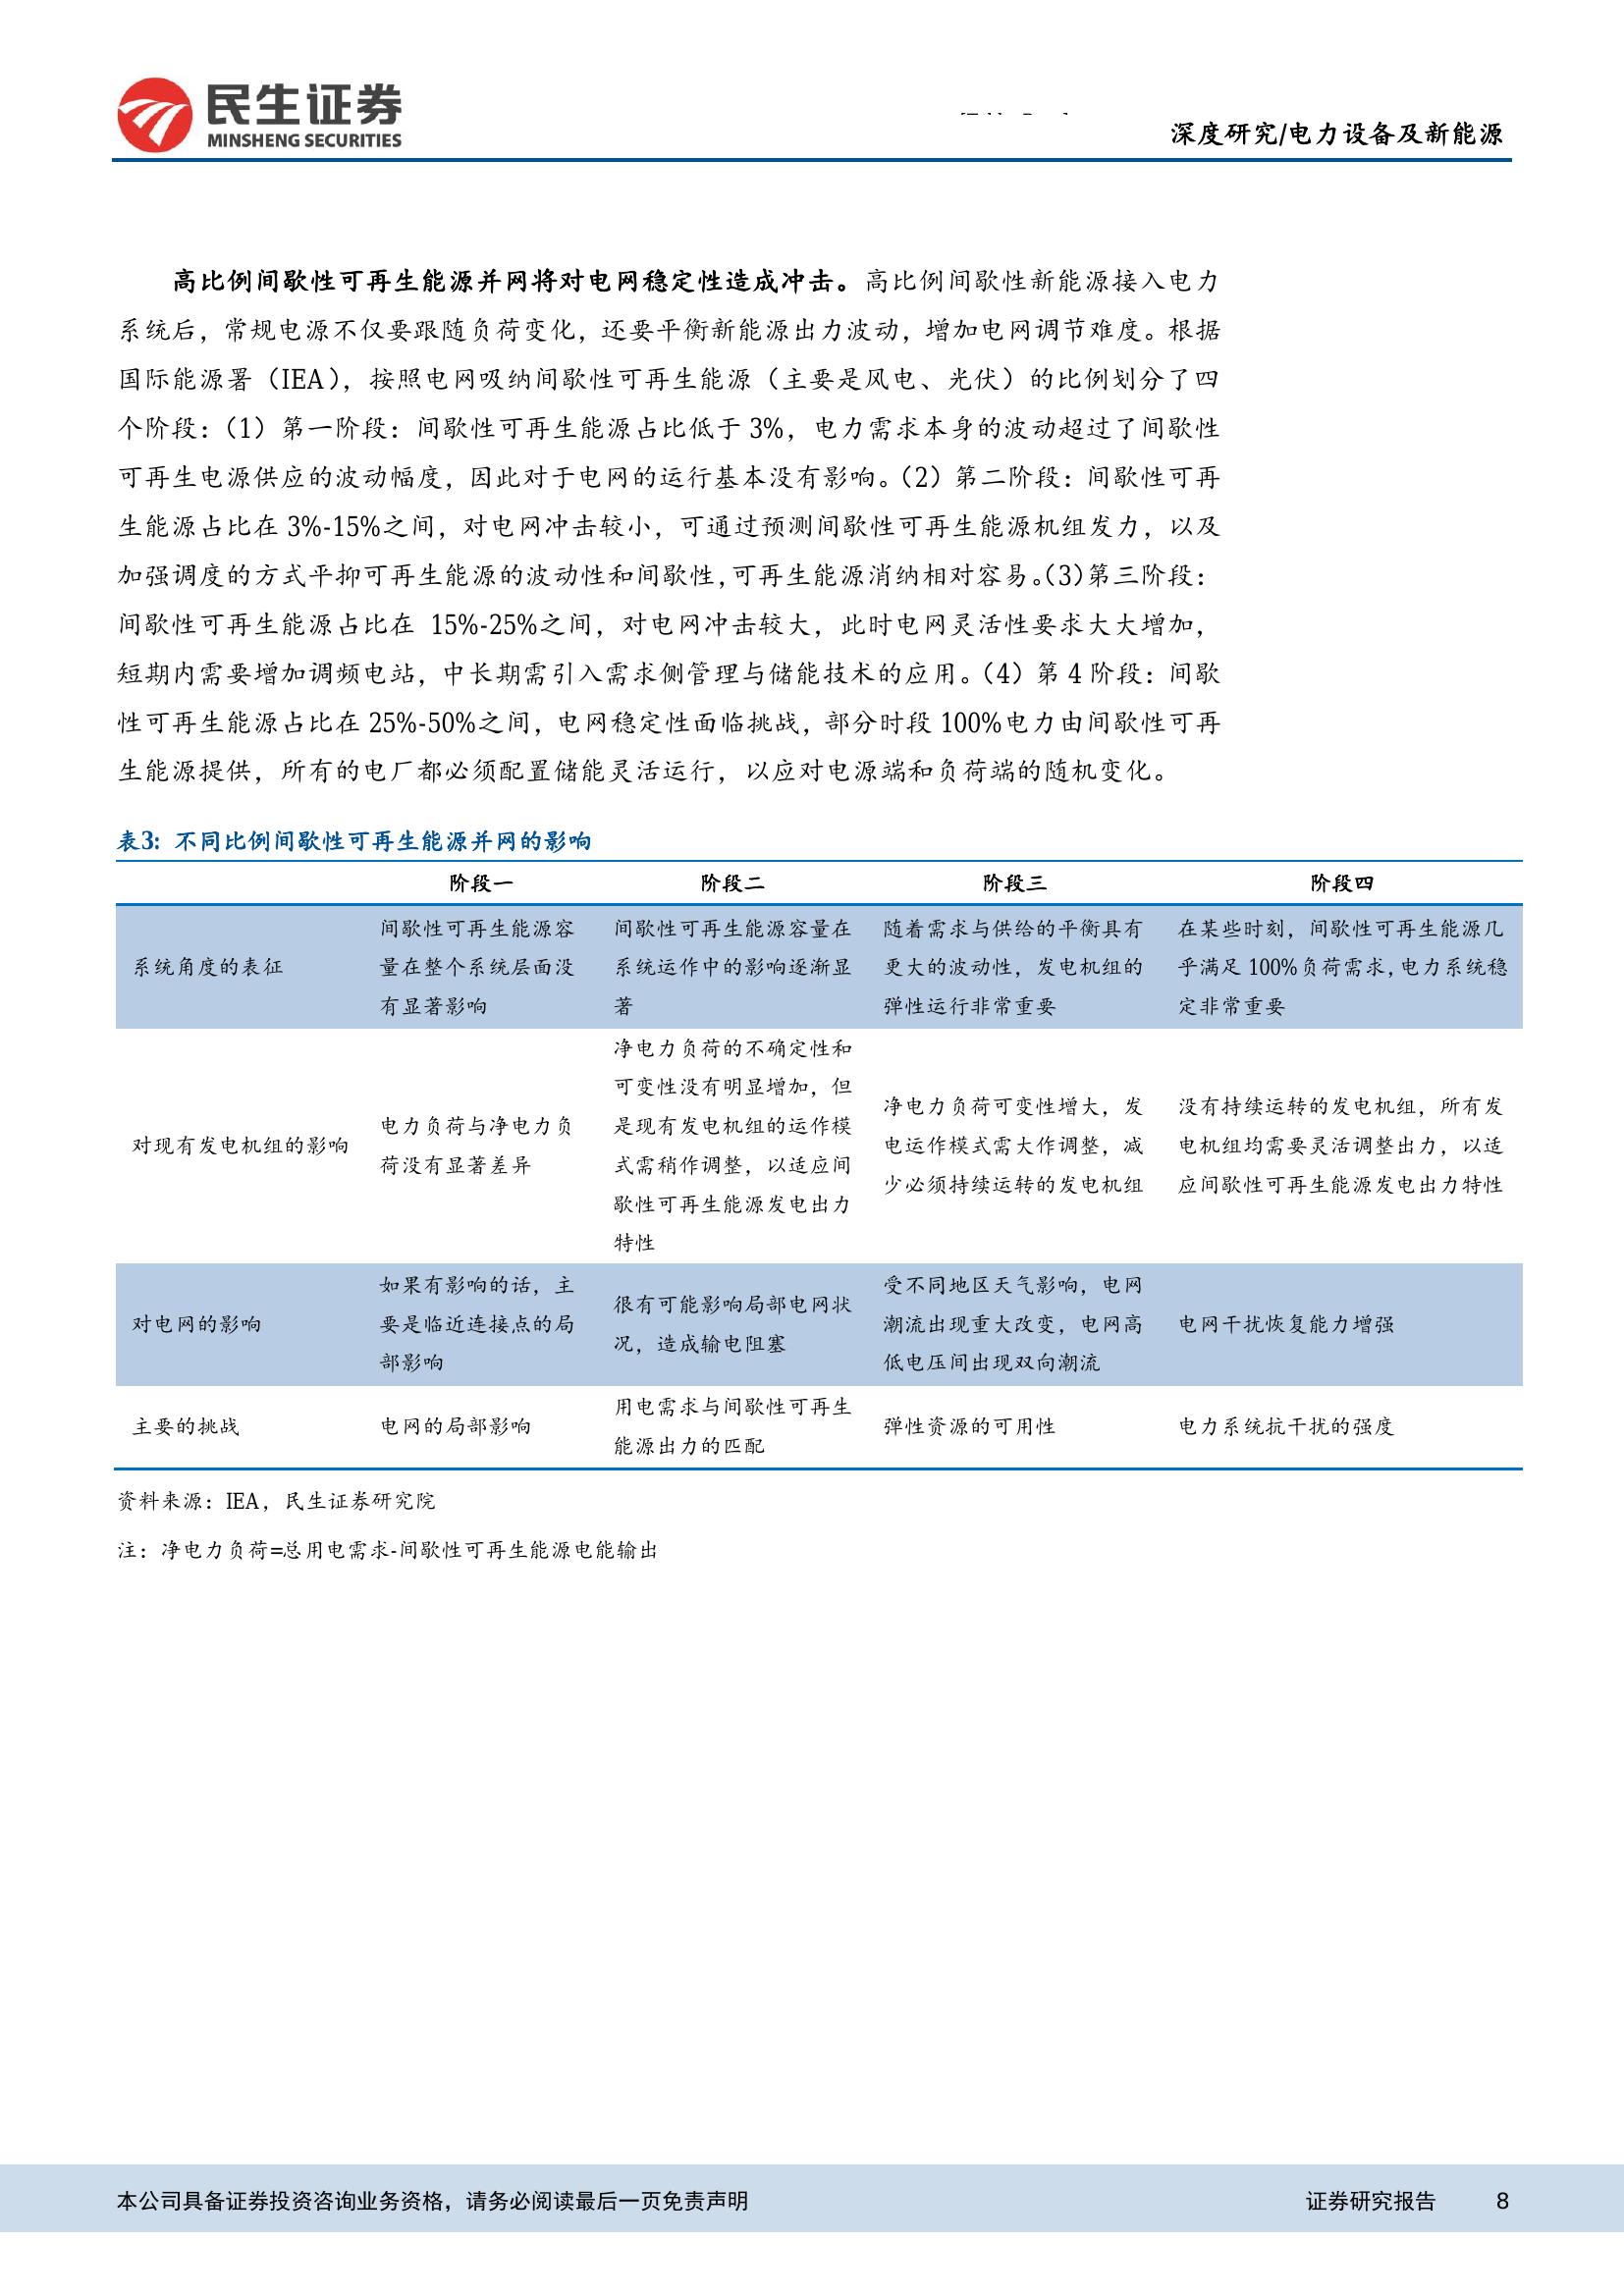 民生证券
MINSHENG SECURITIES
深度研究/电力设备及新能源
高比例间歇性可再生能源并网将对电网稳定性造成冲击。高比例间歇性新能源接入电力
系统后，常规电源不仅要跟随负荷变化，还要平衡新能源出力波动，增加电网调节难度。根据
国际能源署（IEA），按照电网吸纳间歇性可再生能源（主要是风电、光伏）的比例划分了四
个阶段：（1）第一阶段：间歇性可再生能源占比低于 3%，电力需求本身的波动超过了间歇性
可再生电源供应的波动幅度，因此对于电网的运行基本没有影响。（2）第二阶段：间歇性可再
生能源占比在 3%-15%之间，对电网冲击较小，可通过预测间歇性可再生能源机组发力，以及
加强调度的方式平抑可再生能源的波动性和间歇性，可再生能源消纳相对容易。（3）第三阶段：
间歇性可再生能源占比在 15%-25%之间，对电网冲击较大，此时电网灵活性要求大大增加，
短期内需要增加调频电站，中长期需引入需求侧管理与储能技术的应用。（4）第 4 阶段：间歇
性可再生能源占比在 25%-50%之间，电网稳定性面临挑战，部分时段 100%电力由间歇性可再
生能源提供，所有的电厂都必须配置储能灵活运行，以应对电源端和负荷端的随机变化。
表3: 不同比例间歇性可再生能源并网的影响
阶段一 阶段二 阶段三 阶段四
系统角度的表征
间歇性可再生能源容
量在整个系统层面没
有显著影响
间歇性可再生能源容量在
系统运作中的影响逐渐显
著
随着需求与供给的平衡具有
更大的波动性，发电机组的
弹性运行非常重要
在某些时刻，间歇性可再生能源几
乎满足 100%负荷需求，电力系统稳
定非常重要
对现有发电机组的影响
电力负荷与净电力负
荷没有显著差异
净电力负荷的不确定性和
可变性没有明显增加，但
是现有发电机组的运作模
式需稍作调整，以适应间
歇性可再生能源发电出力
特性
净电力负荷可变性增大，发
电运作模式需大作调整，减
少必须持续运转的发电机组
没有持续运转的发电机组，所有发
电机组均需要灵活调整出力，以适
应间歇性可再生能源发电出力特性
对电网的影响
如果有影响的话，主
要是临近连接点的局
部影响
很有可能影响局部电网状
况，造成输电阻塞
受不同地区天气影响，电网
潮流出现重大改变，电网高
低电压间出现双向潮流
电网干扰恢复能力增强
主要的挑战
电网的局部影响
用电需求与间歇性可再生
能源出力的匹配
弹性资源的可用性
电力系统抗干扰的强度
资料来源：IEA，民生证券研究院
注：净电力负荷=总用电需求-间歇性可再生能源电能输出
本公司具备证券投资咨询业务资格，请务必阅读最后一页免责声明
证券研究报告 8